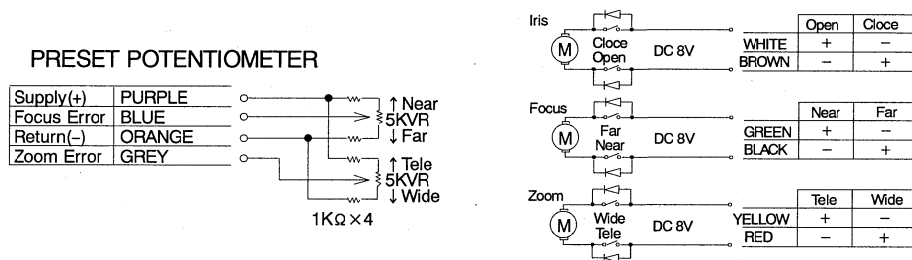 PRESET POTENTIOMETER
Supply(+) PURPLE
Focus Error BLUE
Return(-) ORANGE
Zoom Error GREY
↑ Near
5KVR
↓ Far
↑ Tele
5KVR
↓ Wide
1KΩ×4
Iris
M
Cloce
Open
DC 8V
Open Cloce
WHITE + -
BROWN - +
Focus
M
Far
Near
DC 8V
Near Far
GREEN + -
BLACK - +
Zoom
M
Wide
Tele
DC 8V
Tele Wide
YELLOW + -
RED - +